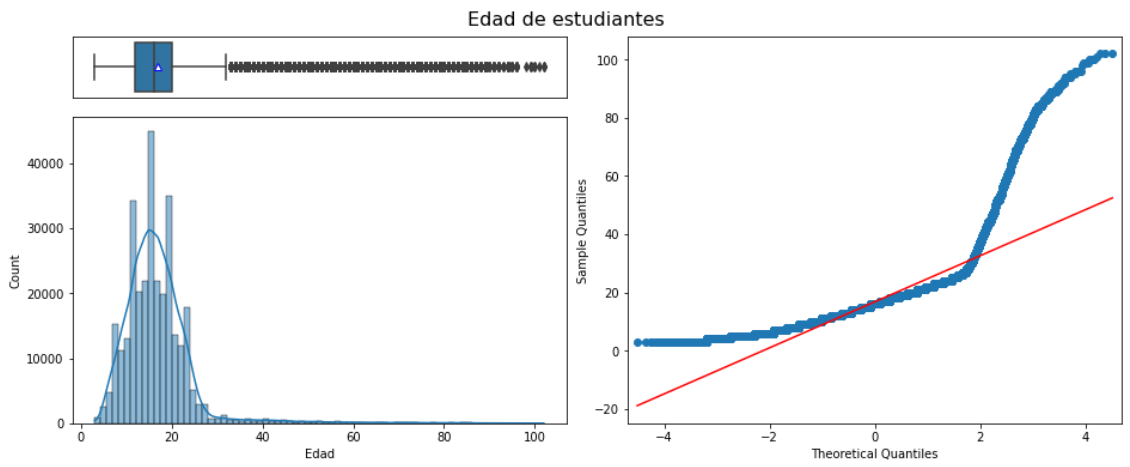 Edad de estudiantes
Count
40000
30000
20000
10000
0
0 20 40 60 80 100
Edad
Sample Quantiles
100
80
60
40
20
0
−20
−4 −2 0 2 4
Theoretical Quantiles